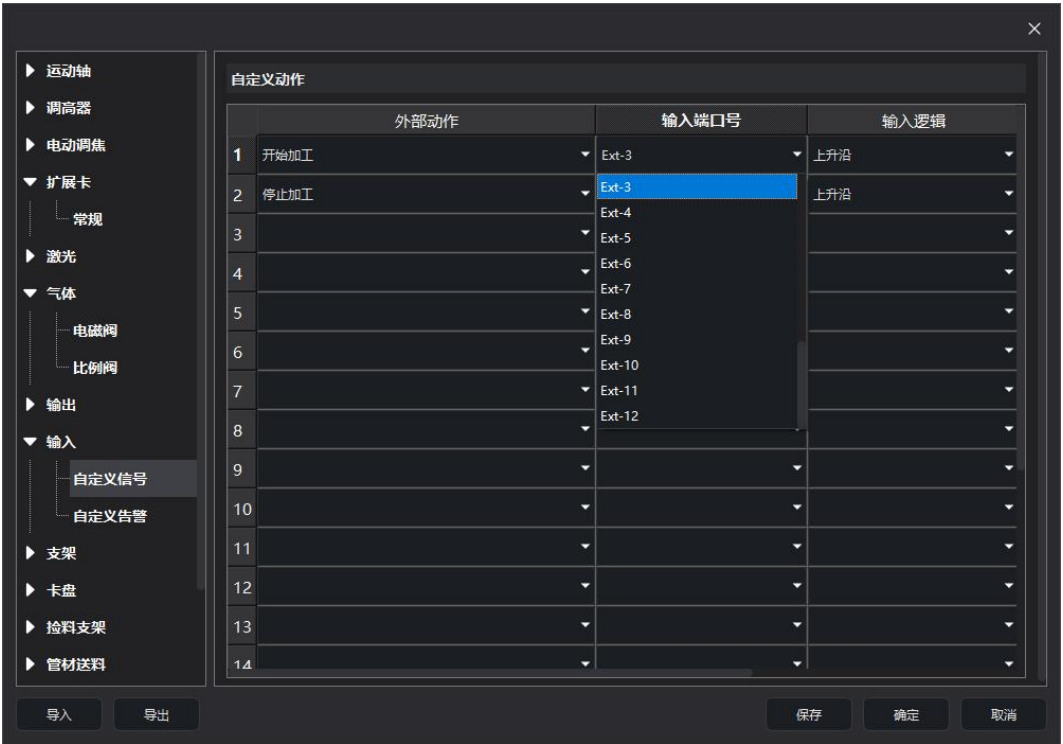 运动轴
调高器
电动调焦
扩展卡
常规
激光
气体
电磁阀
比例阀
输出
输入
自定义信号
自定义告警
支架
卡盘
捡料支架
管材送料
自定义动作
外部动作 输入端口号 输入逻辑
1 开始加工 Ext-3 上升沿
2 停止加工 上升沿
3
4
5
6
7
8
9
10
11
12
13
14
Ext-3
Ext-4
Ext-5
Ext-6
Ext-7
Ext-8
Ext-9
Ext-10
Ext-11
Ext-12
导入 导出 保存 确定 取消